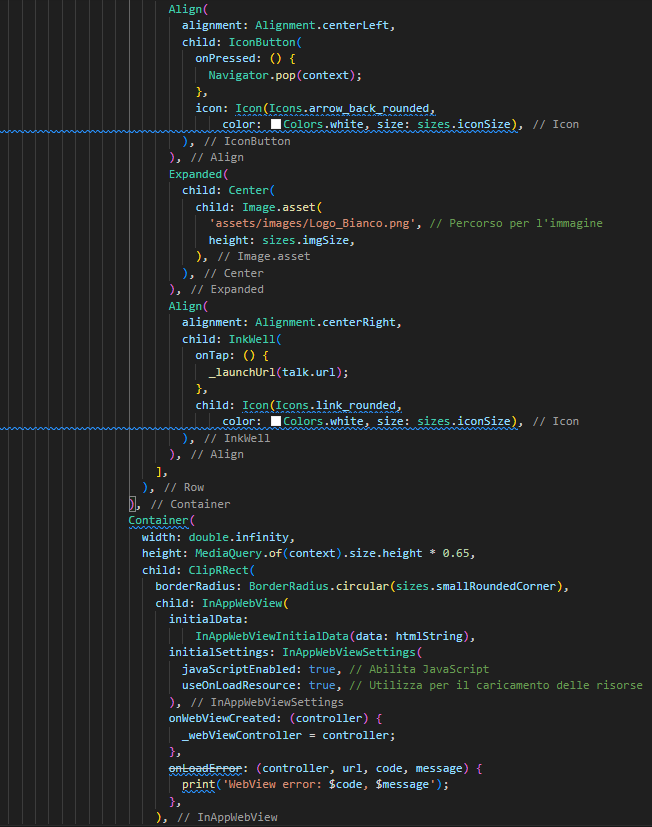 Align(
alignment: Alignment.centerLeft,
child: IconButton(
onPressed: () {
Navigator.pop(context);
},
icon: Icon(Icons.arrow_back_rounded,
color: Colors.white, size: sizes.iconSize), // Icon
), // IconButton
), // Align
Expanded(
child: Center(
child: Image.asset(
'assets/images/Logo_Bianco.png', // Percorso per l'immagine
height: sizes.imgSize,
), // Image.asset
), // Center
), // Expanded
Align(
alignment: Alignment.centerRight,
child: InkWell(
onTap: () {
_launchUrl(talk.url);
},
child: Icon(Icons.link_rounded,
color: Colors.white, size: sizes.iconSize), // Icon
), // InkWell
), // Align
],
), // Row
), // Container
Container(
width: double.infinity,
height: MediaQuery.of(context).size.height * 0.65,
child: ClipRRect(
borderRadius: BorderRadius.circular(sizes.smallRoundedCorner),
child: InAppWebView(
initialData:
InAppWebViewInitialData(data: htmlString),
initialSettings: InAppWebViewSettings(
javaScriptEnabled: true, // Abilita JavaScript
useOnLoadResource: true, // Utilizza per il caricamento delle risorse
), // InAppWebViewSettings
onWebViewCreated: (controller) {
_webViewController = controller;
},
onLoadError: (controller, url, code, message) {
print('WebView error: $code, $message');
},
), // InAppWebView